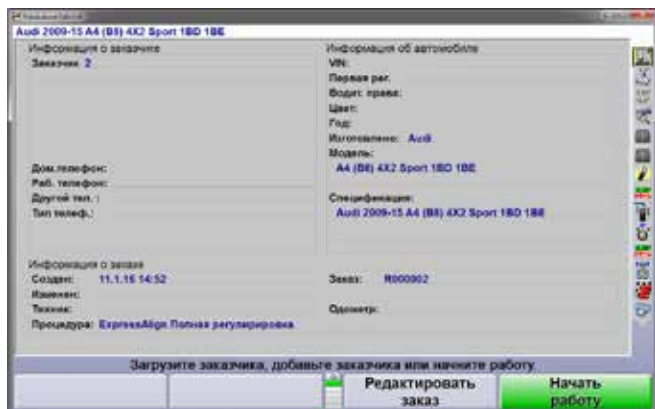 Audi 2009-15 A4 (B8) 4X2 Sport 1BD 1BE
Информация о заказчике
Заказчик 2
Дом.телефон:
Раб. телефон:
Другой тел. :
Тип телеф.:
Информация об автомобиле
VIN:
Первая рег.
Водит. права:
Цвет:
Год:
Изготовлено: Audi
Модель:
A4 (B8) 4X2 Sport 1BD 1BE
Спецификация:
Audi 2009-15 A4 (B8) 4X2 Sport 1BD 1BE
Информация о заказе
Создан: 11.1.16 14:52
Изменен:
Техник:
Процедура: ExpressAlign Полная регулировка
Заказ: R000002
Одометр:
Загрузите заказчика, добавьте заказчика или начните работу.
Редактировать
заказ
Начать
работу